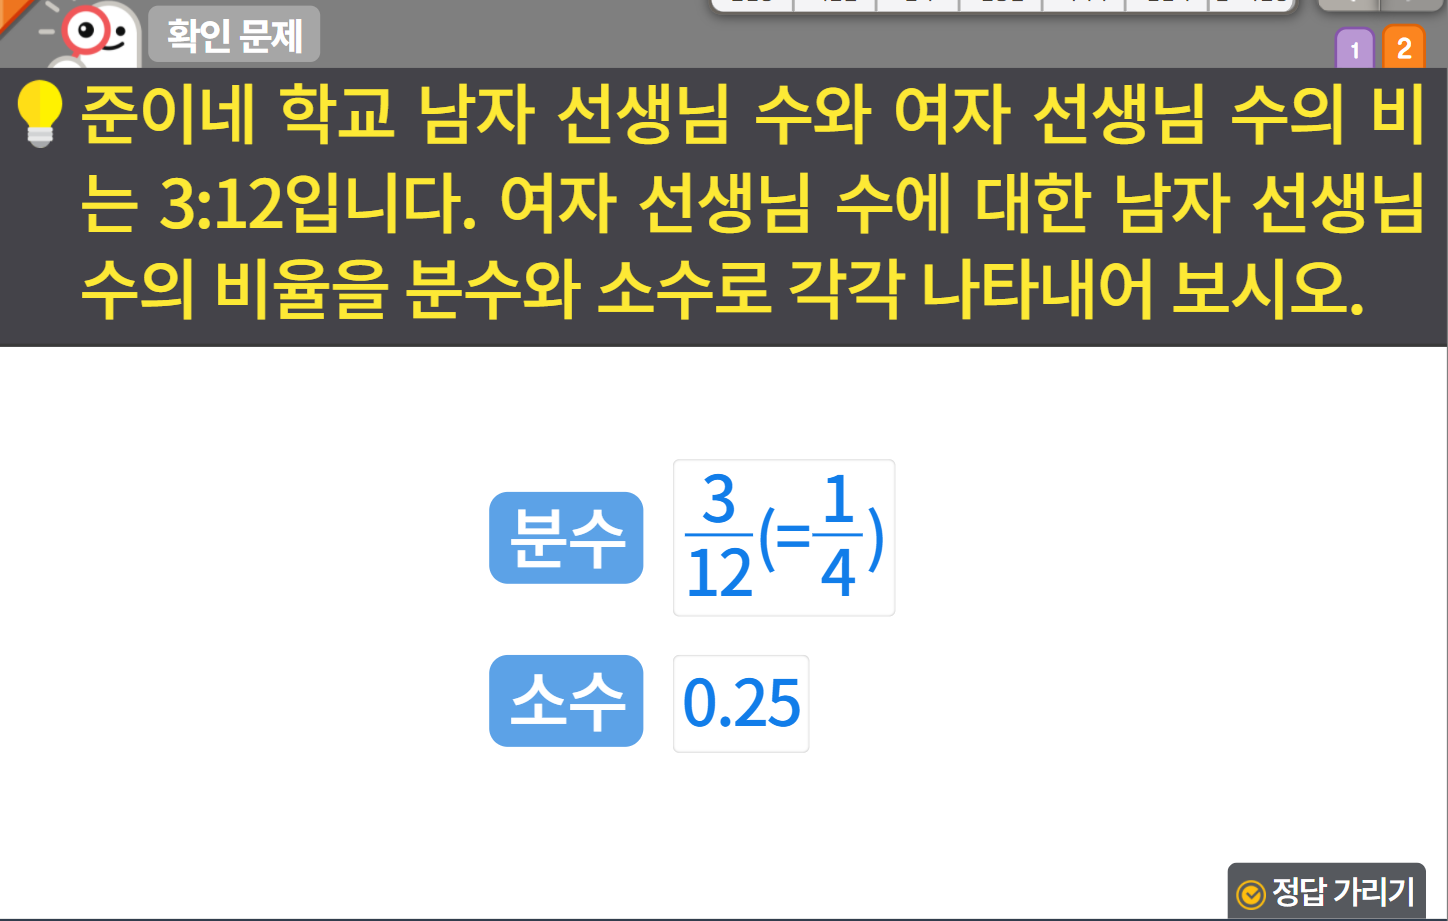 확인 문제
1 2
준이네 학교 남자 선생님 수와 여자 선생님 수의 비
는 3:12입니다. 여자 선생님 수에 대한 남자 선생님
수의 비율을 분수와 소수로 각각 나타내어 보시오.
분수 3/12(=1/4)
소수 0.25
정답 가리기